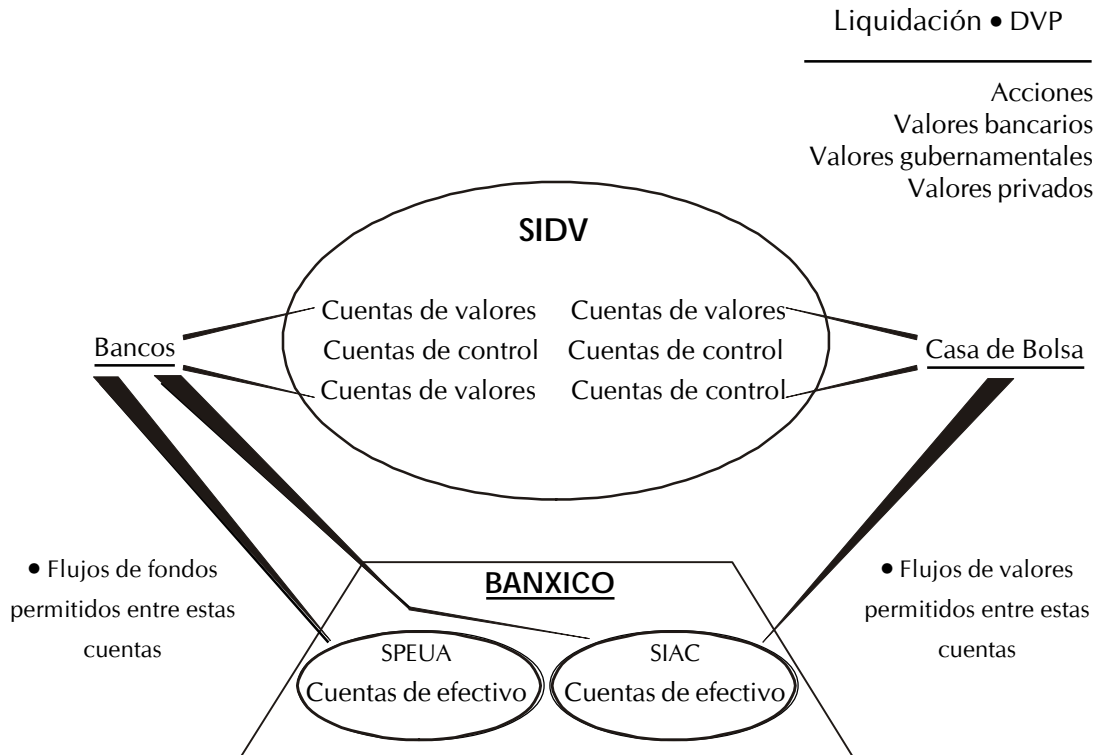 Liquidación • DVP
Acciones
Valores bancarios
Valores gubernamentales
Valores privados
SIDV
Cuentas de valores
Cuentas de control
Cuentas de valores
Cuentas de valores
Cuentas de control
Cuentas de control
Bancos
Casa de Bolsa
• Flujos de fondos
permitidos entre estas
cuentas
BANXICO
SPEUA
Cuentas de efectivo
SIAC
Cuentas de efectivo
• Flujos de valores
permitidos entre estas
cuentas